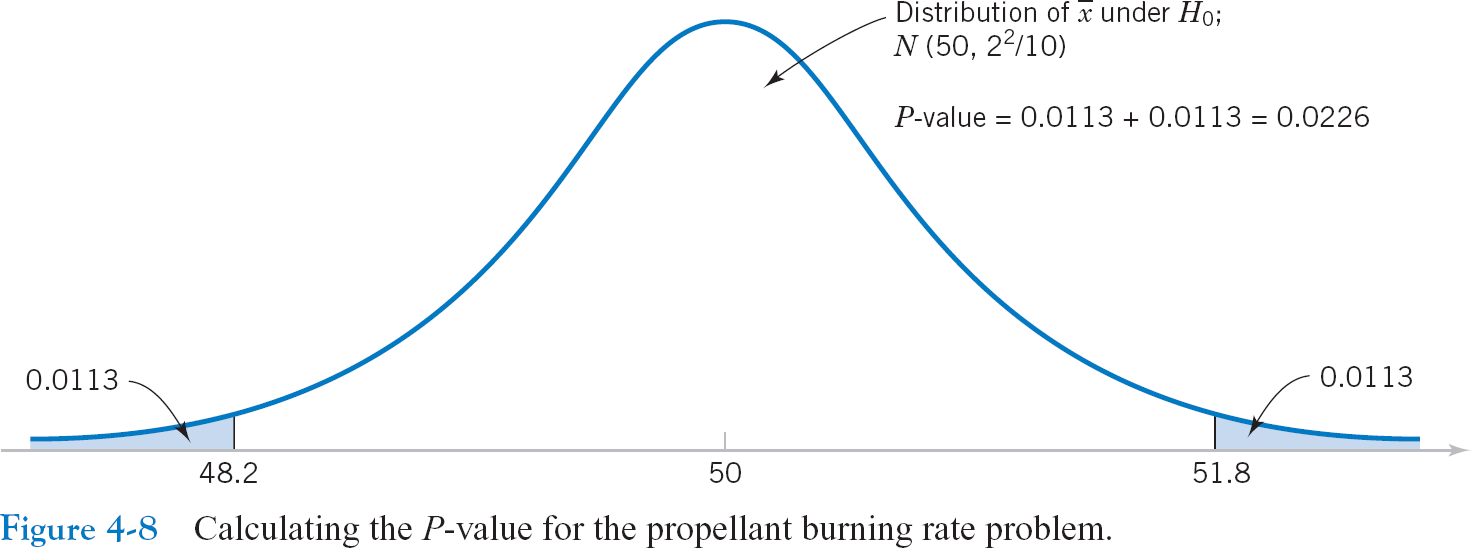 Distribution of x̅ under H₀;
N (50, 2²/10)
P-value = 0.0113 + 0.0113 = 0.0226
0.0113
0.0113
48.2
50
51.8
Figure 4-8 Calculating the P-value for the propellant burning rate problem.